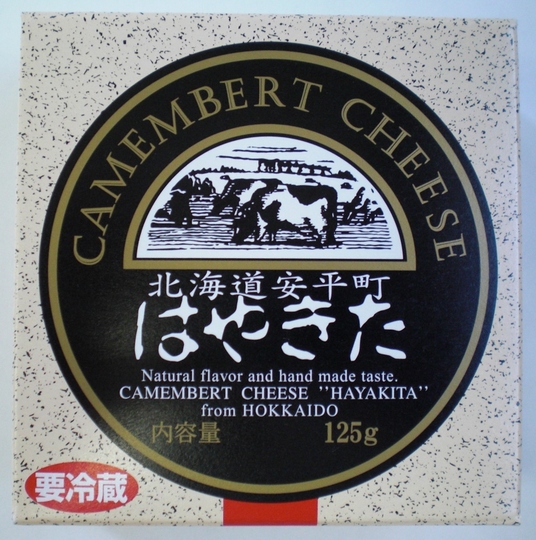 CAMEMBERT CHEESE
北海道安平町
はやきた
Natural flavor and hand made taste.
CAMEMBERT CHEESE "HAYAKITA"
from HOKKAIDO
内容量 125g
要冷蔵